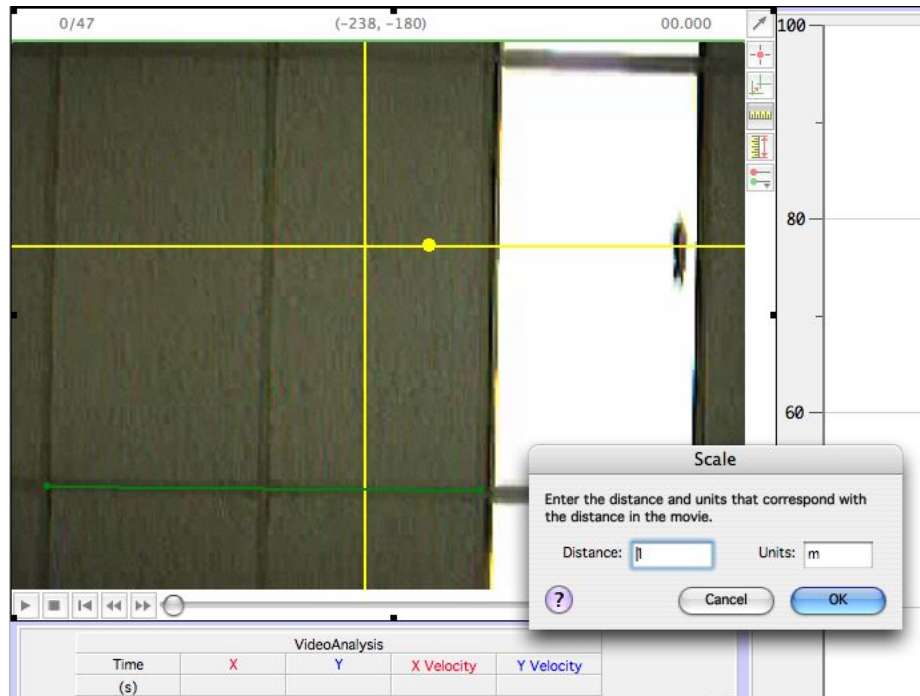 0/47 (-238, -180) 00.000
100
80
60
Scale
Enter the distance and units that correspond with
the distance in the movie.
Distance: 1 Units: m
? Cancel OK
VideoAnalysis
Time X Y X Velocity Y Velocity
(s)